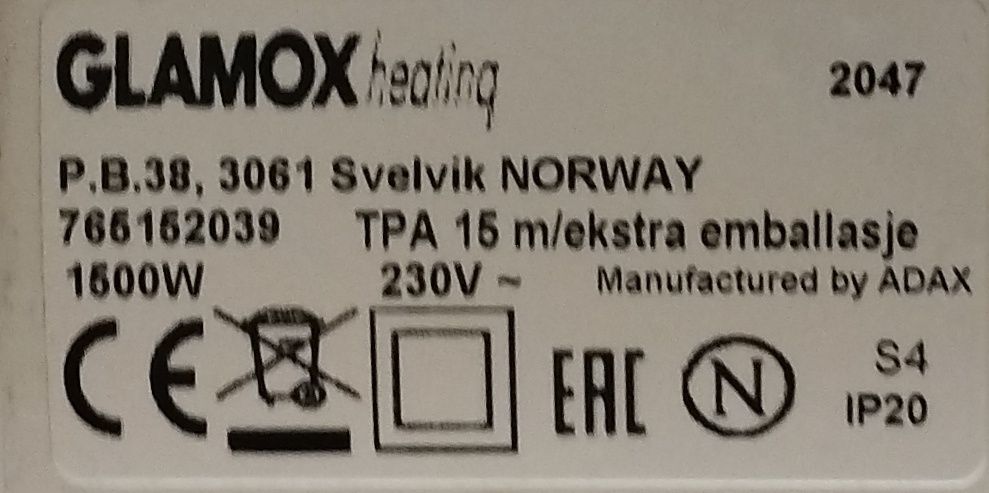 GLAMOX heating 2047
P.B.38, 3061 Svelvik NORWAY
765152039 TPA 15 m/ekstra emballasje
1500W 230V ~ Manufactured by ADAX
CE EAC N S4
IP20